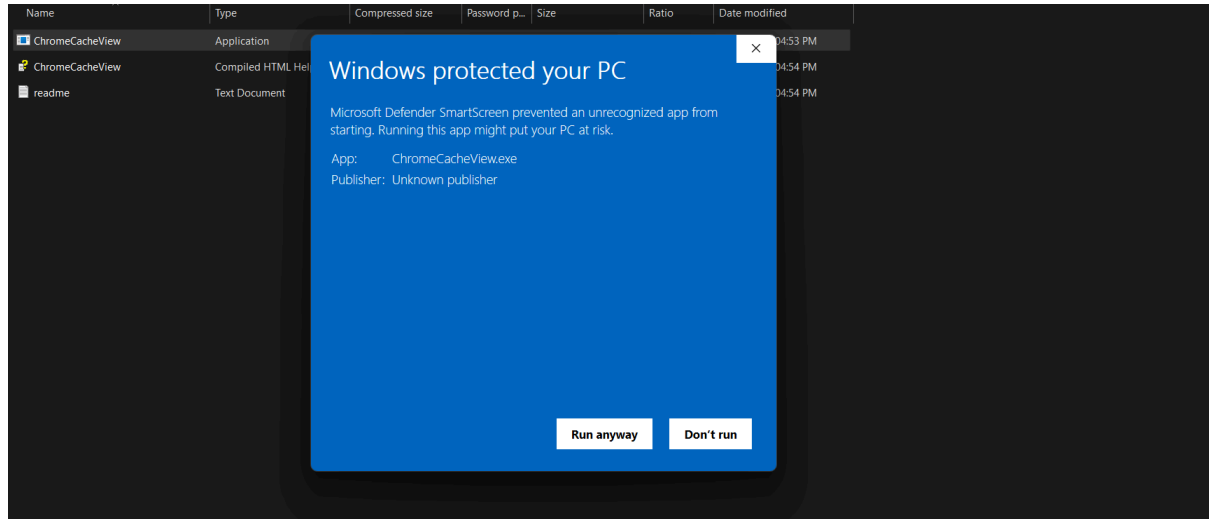 Name Type Compressed size Password p... Size Ratio Date modified
ChromeCacheView Application 04:53 PM
ChromeCacheView Compiled HTML Hel 04:54 PM
readme Text Document 04:54 PM
Windows protected your PC
Microsoft Defender SmartScreen prevented an unrecognized app from
starting. Running this app might put your PC at risk.
App: ChromeCacheView.exe
Publisher: Unknown publisher
Run anyway Don't run